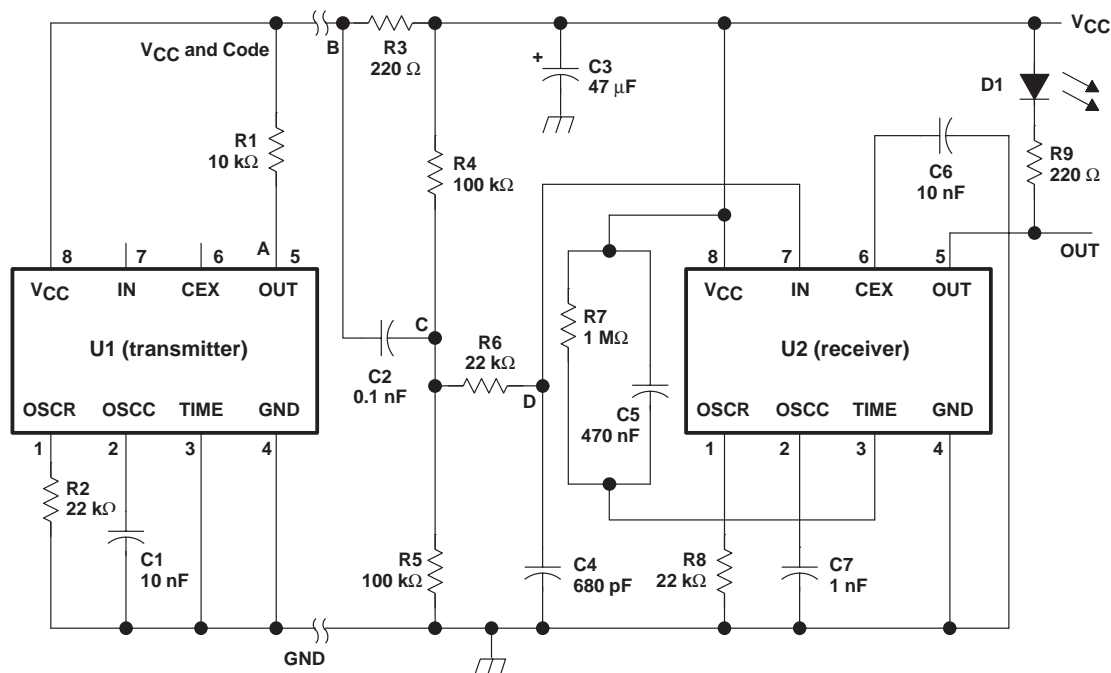 VCC
VCC and Code
B
R3
220 Ω
+
C3
47 μF
D1
R1
10 kΩ
R4
100 kΩ
C6
10 nF
R9
220 Ω
A
OUT
8
7
6
5
VCC
IN
CEX
OUT
U1 (transmitter)
OSCR
OSCC
TIME
GND
1
2
3
4
R2
22 kΩ
C1
10 nF
C
C2
0.1 nF
R6
22 kΩ
D
R7
1 MΩ
C5
470 nF
8
7
6
5
VCC
IN
CEX
OUT
U2 (receiver)
OSCR
OSCC
TIME
GND
1
2
3
4
R5
100 kΩ
C4
680 pF
R8
22 kΩ
C7
1 nF
GND